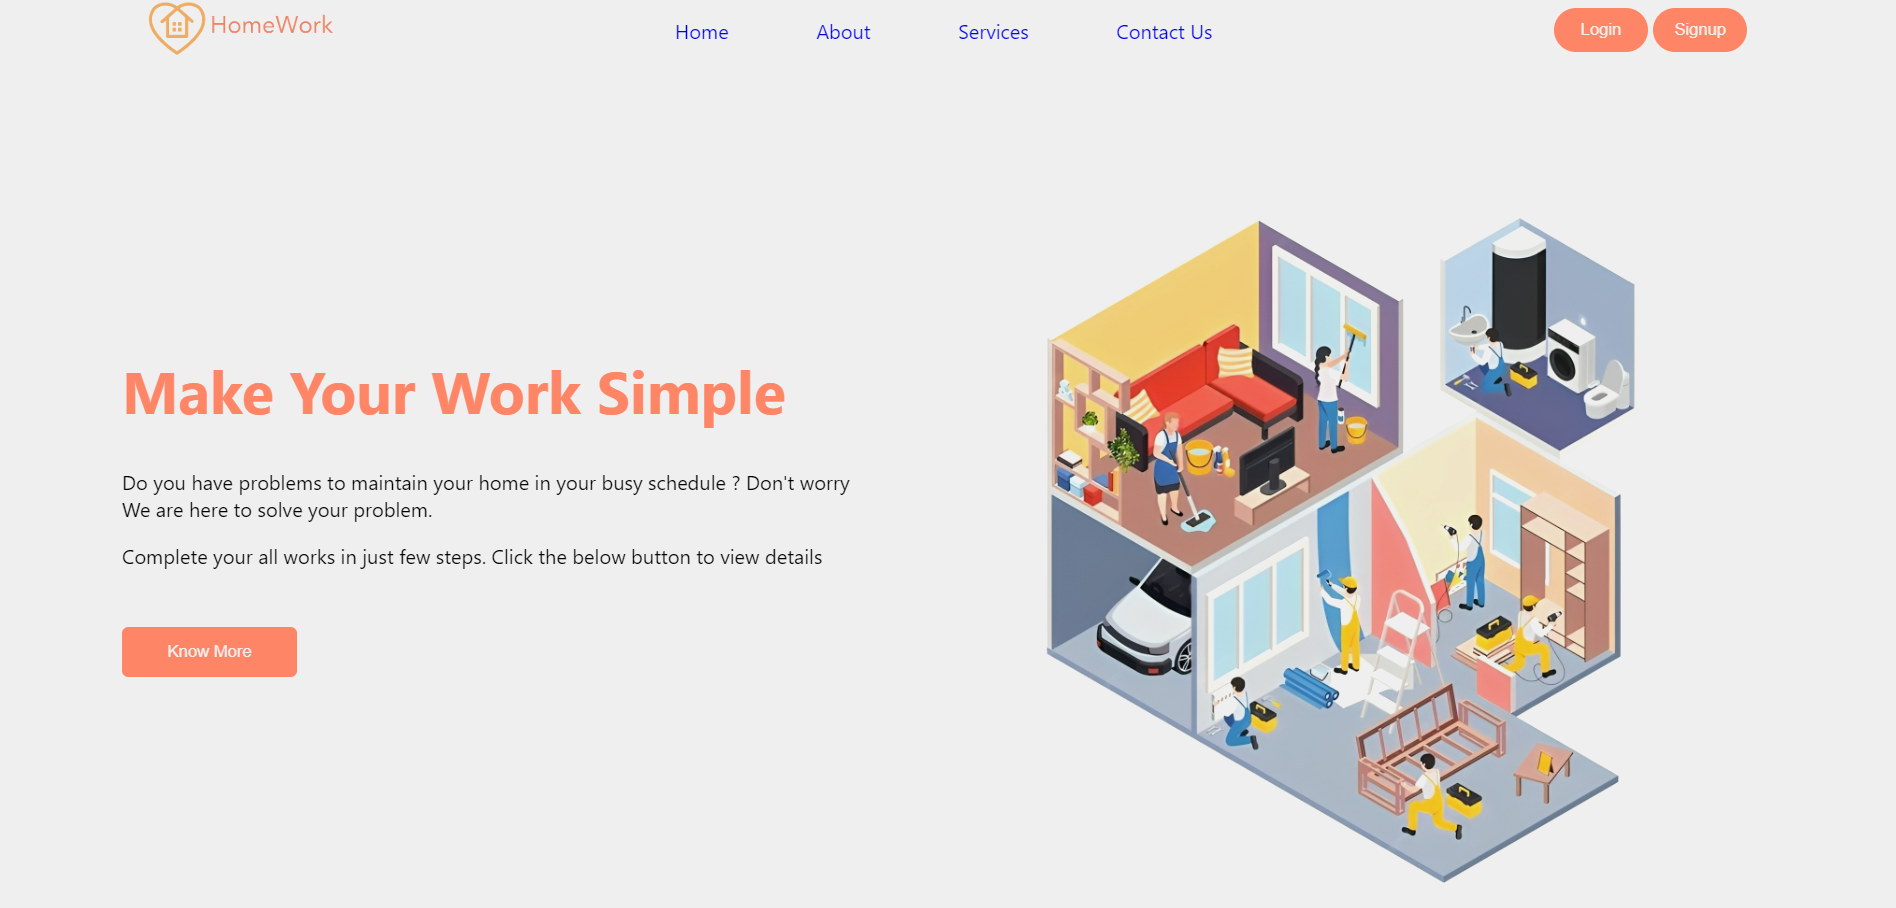 HomeWork
Home
About
Services
Contact Us
Login
Signup
Make Your Work Simple
Do you have problems to maintain your home in your busy schedule ? Don't worry
We are here to solve your problem.
Complete your all works in just few steps. Click the below button to view details
Know More